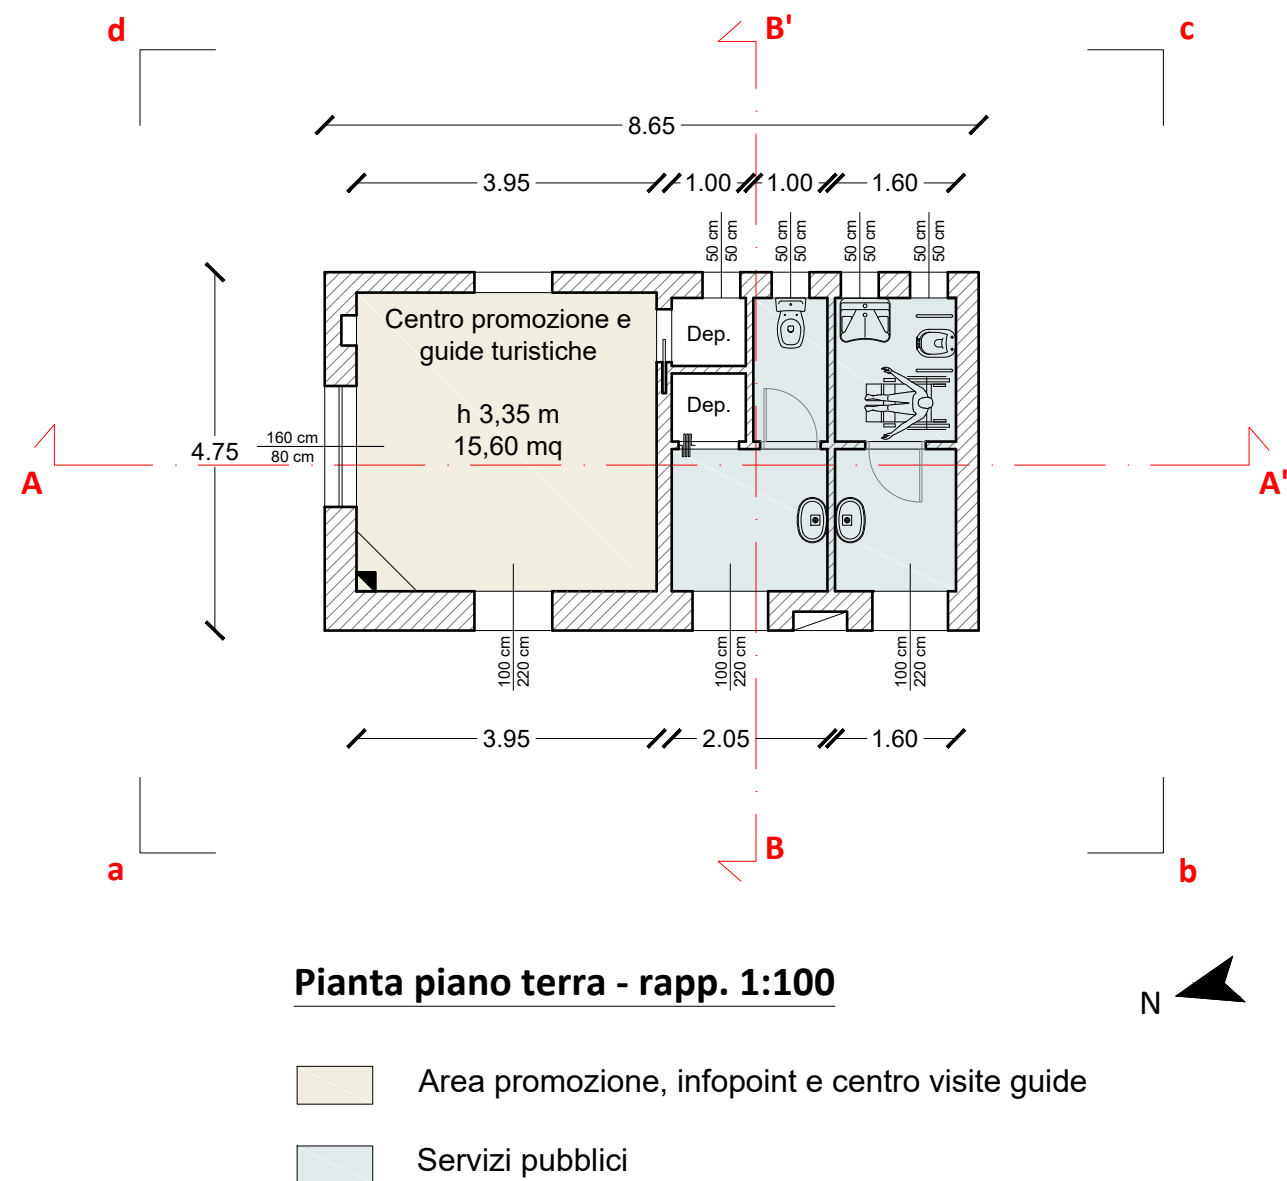 d
B'
c
8.65
3.95
1.00
1.00
1.60
50 cm
50 cm
50 cm
50 cm
50 cm
50 cm
50 cm
50 cm
Centro promozione e
guide turistiche
Dep.
h 3,35 m
15,60 mq
Dep.
160 cm
80 cm
4.75
A
A'
100 cm
220 cm
100 cm
220 cm
100 cm
220 cm
3.95
2.05
1.60
B
a
b
Pianta piano terra - rapp. 1:100
N
Area promozione, infopoint e centro visite guide
Servizi pubblici